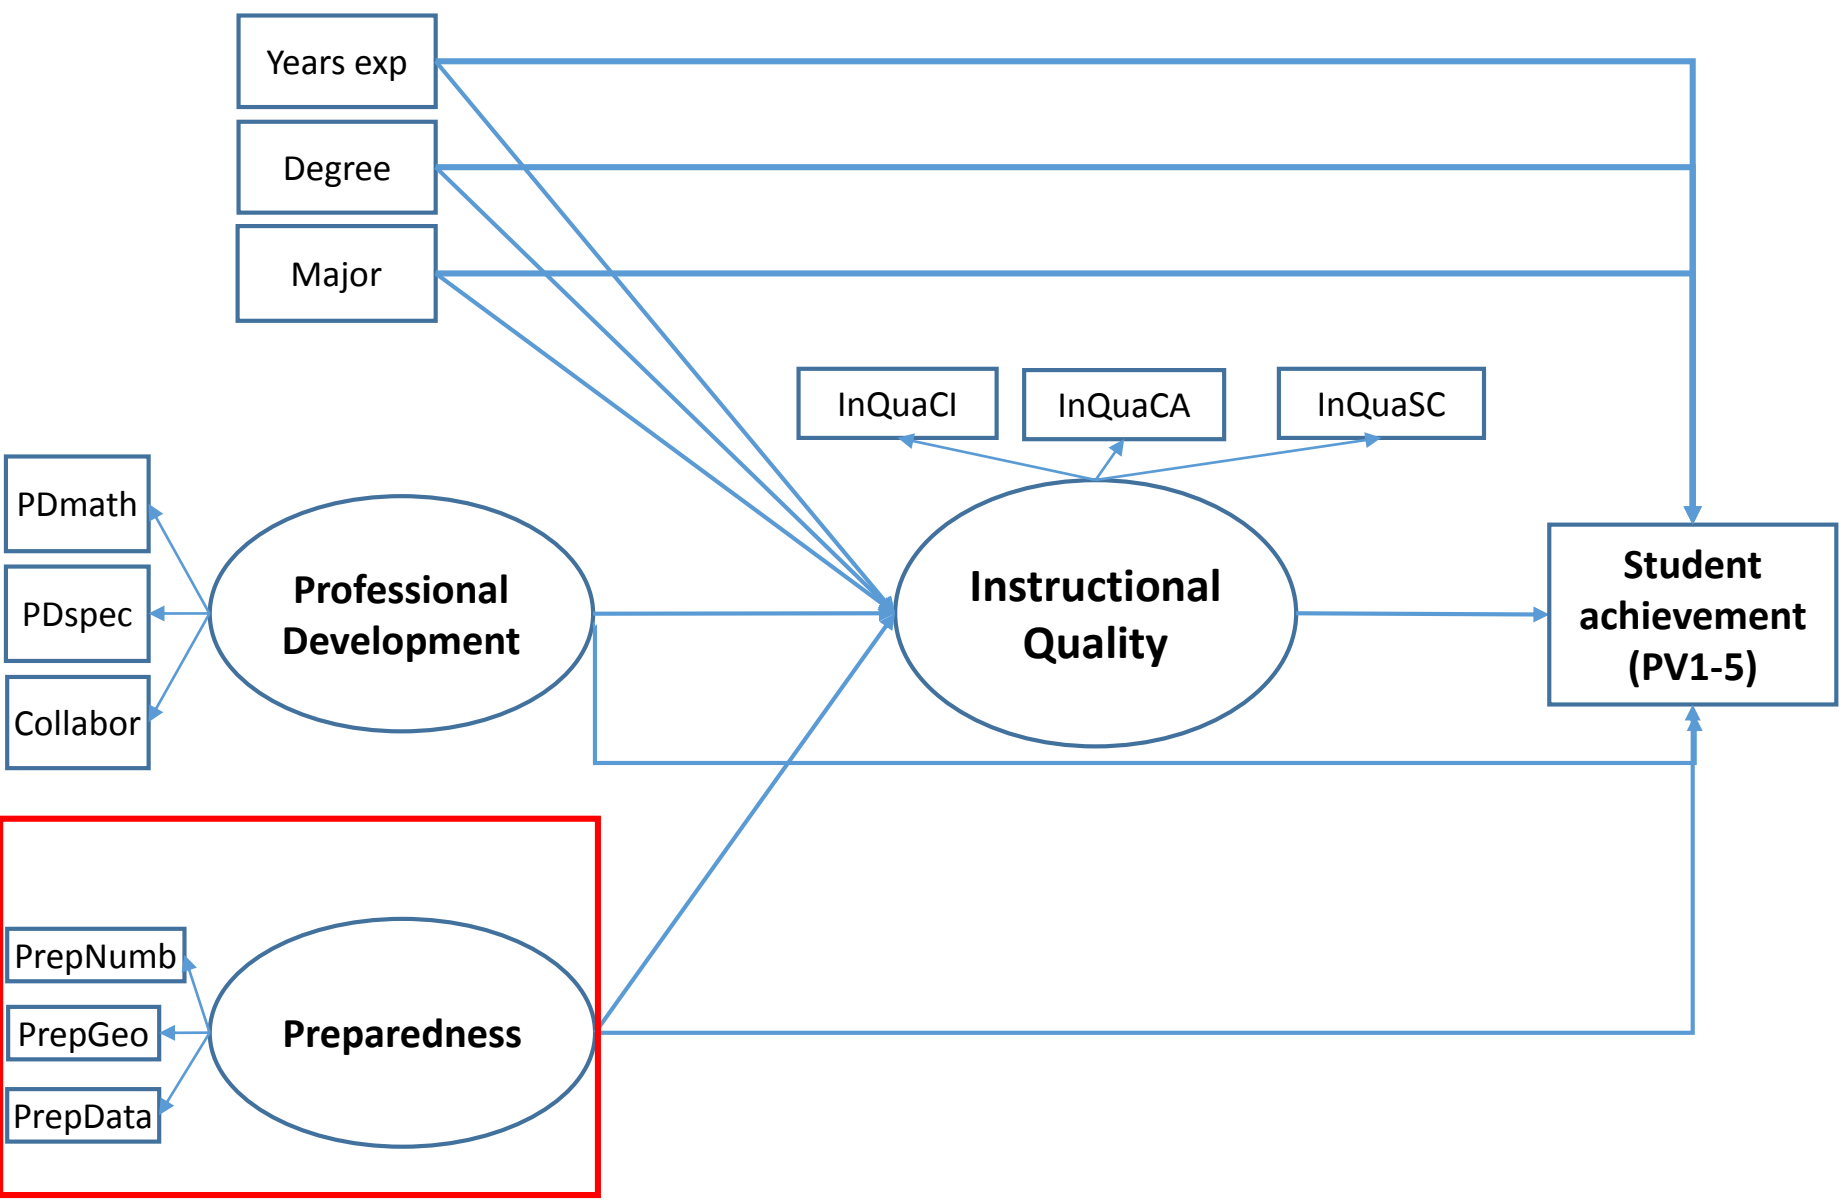 Years exp
Degree
Major
InQuaCI
InQuaCA
InQuaSC
PDmath
PDspec
Collabor
Professional
Development
Instructional
Quality
Student
achievement
(PV1-5)
PrepNumb
PrepGeo
PrepData
Preparedness